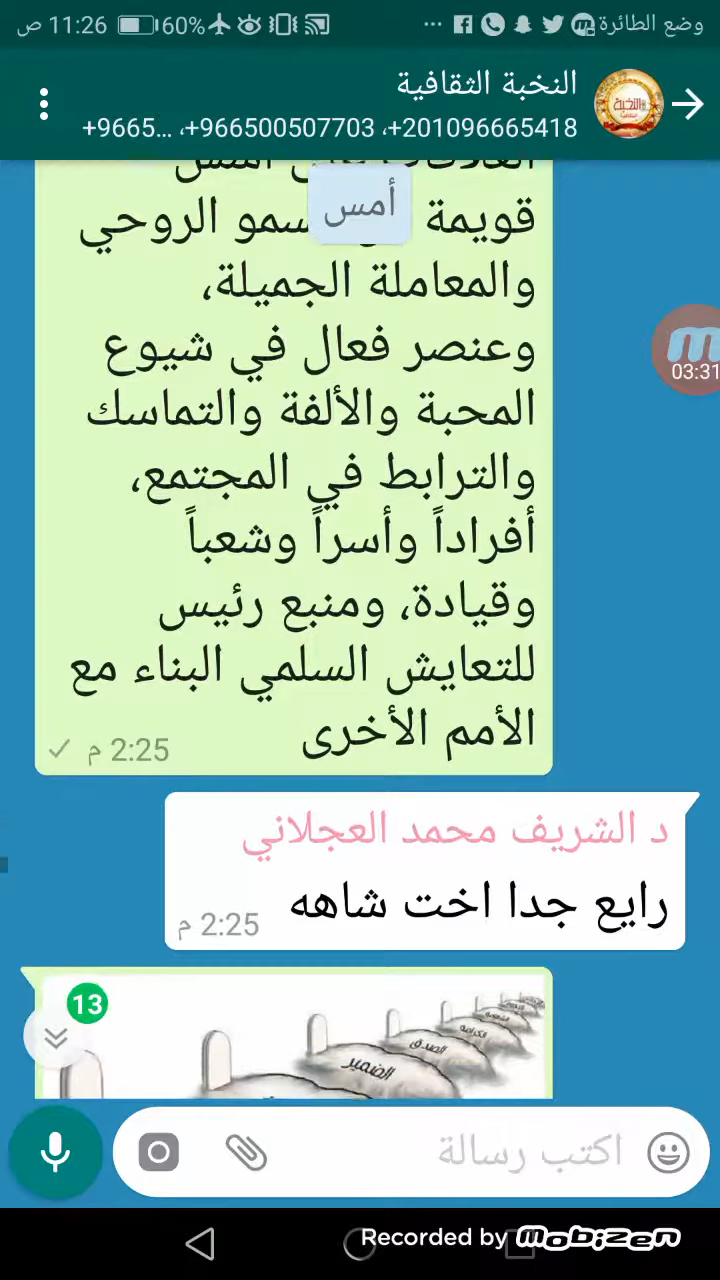 وضع الطائرة ... 60% 11:26 ص
النخبة الثقافية
+201096665418، +966500507703، +9665...
أمس
قويمة سمو الروحي
والمعاملة الجميلة،
وعنصر فعال في شيوع
المحبة والألفة والتماسك
والترابط في المجتمع،
أفراداً وأسراً وشعباً
وقيادة، ومنبع رئيس
للتعايش السلمي البناء مع
الأمم الأخرى
2:25 م
03:31
د الشريف محمد العجلاني
رايع جدا اخت شاهه
2:25 م
13
الكرامة
الصدق
الضمير
اكتب رسالة
Recorded by mobizen